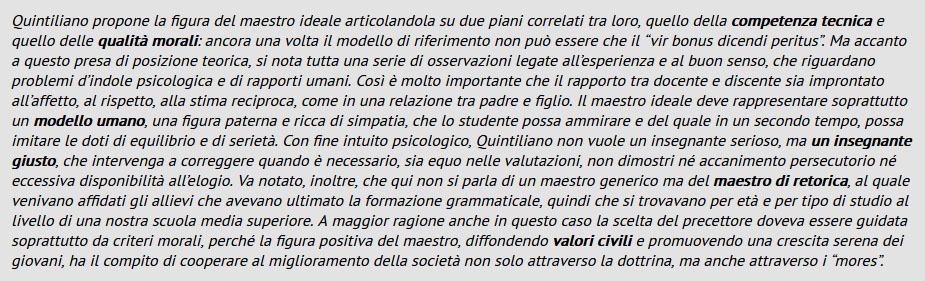 Quintiliano propone la figura del maestro ideale articolandola su due piani correlati tra loro, quello della competenza tecnica e
quello delle qualità morali: ancora una volta il modello di riferimento non può essere che il “vir bonus dicendi peritus”. Ma accanto
a questo presa di posizione teorica, si nota tutta una serie di osservazioni legate all’esperienza e al buon senso, che riguardano
problemi d’indole psicologica e di rapporti umani. Così è molto importante che il rapporto tra docente e discente sia improntato
all’affetto, al rispetto, alla stima reciproca, come in una relazione tra padre e figlio. Il maestro ideale deve rappresentare soprattutto
un modello umano, una figura paterna e ricca di simpatia, che lo studente possa ammirare e del quale in un secondo tempo, possa
imitare le doti di equilibrio e di serietà. Con fine intuito psicologico, Quintiliano non vuole un insegnante serioso, ma un insegnante
giusto, che intervenga a correggere quando è necessario, sia equo nelle valutazioni, non dimostri né accanimento persecutorio né
eccessiva disponibilità all’elogio. Va notato, inoltre, che qui non si parla di un maestro generico ma del maestro di retorica, al quale
venivano affidati gli allievi che avevano ultimato la formazione grammaticale, quindi che si trovavano per età e per tipo di studio al
livello di una nostra scuola media superiore. A maggior ragione anche in questo caso la scelta del precettore doveva essere guidata
soprattutto da criteri morali, perché la figura positiva del maestro, diffondendo valori civili e promuovendo una crescita serena dei
giovani, ha il compito di cooperare al miglioramento della società non solo attraverso la dottrina, ma anche attraverso i “mores”.